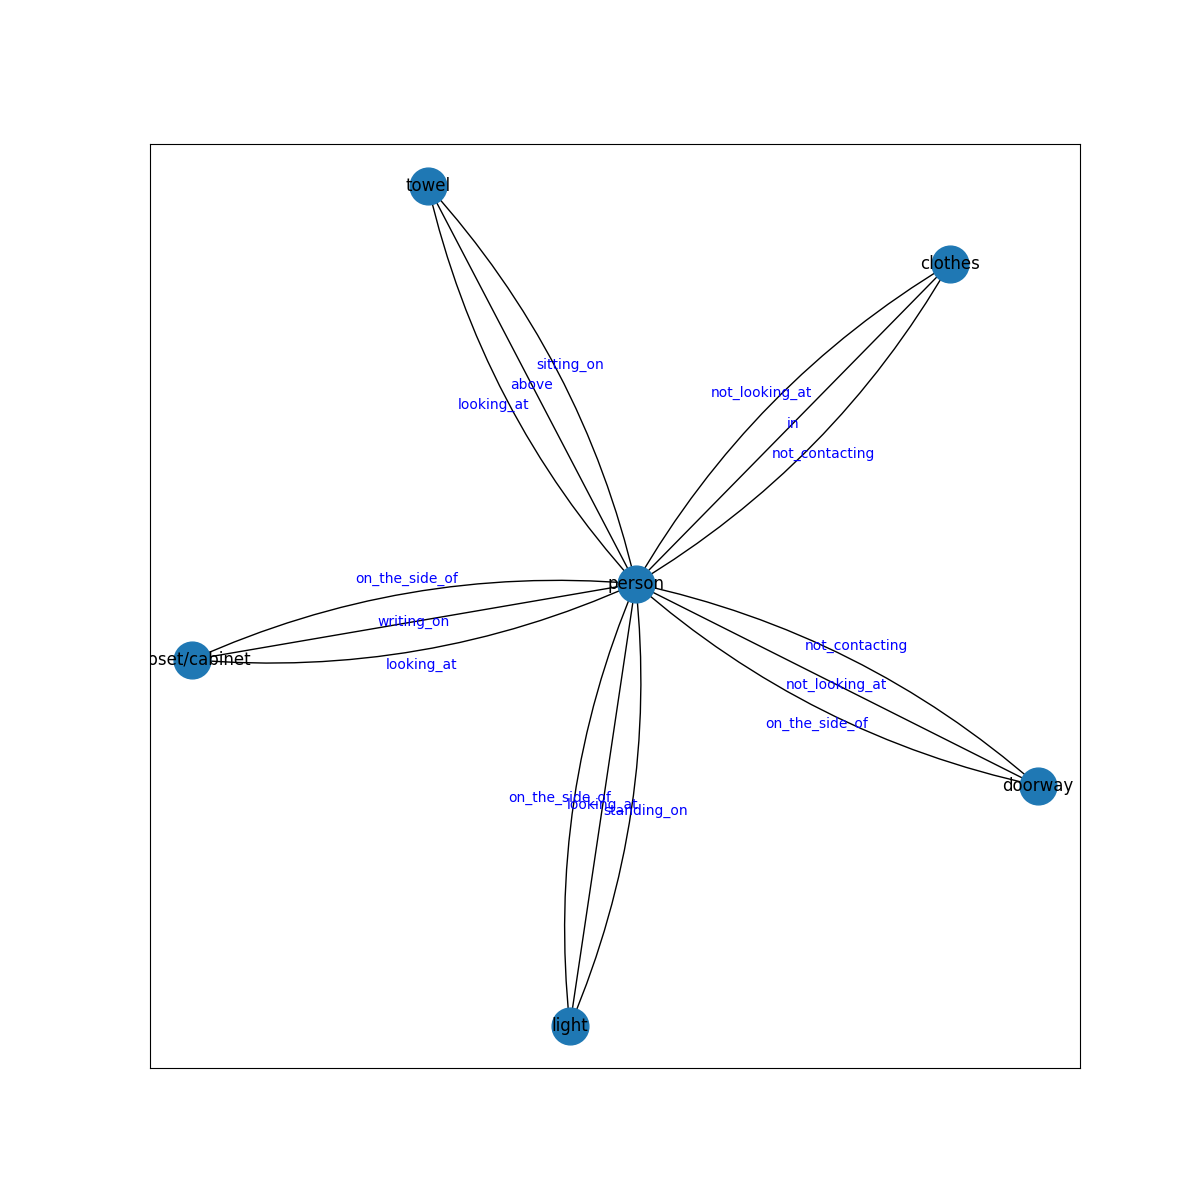 towel
clothes
sitting_on
above
looking_at
not_looking_at
in
not_contacting
on_the_side_of
person
writing_on
oset/cabinet
looking_at
not_contacting
not_looking_at
on_the_side_of
doorway
on_the_side_of
looking_at
standing_on
light